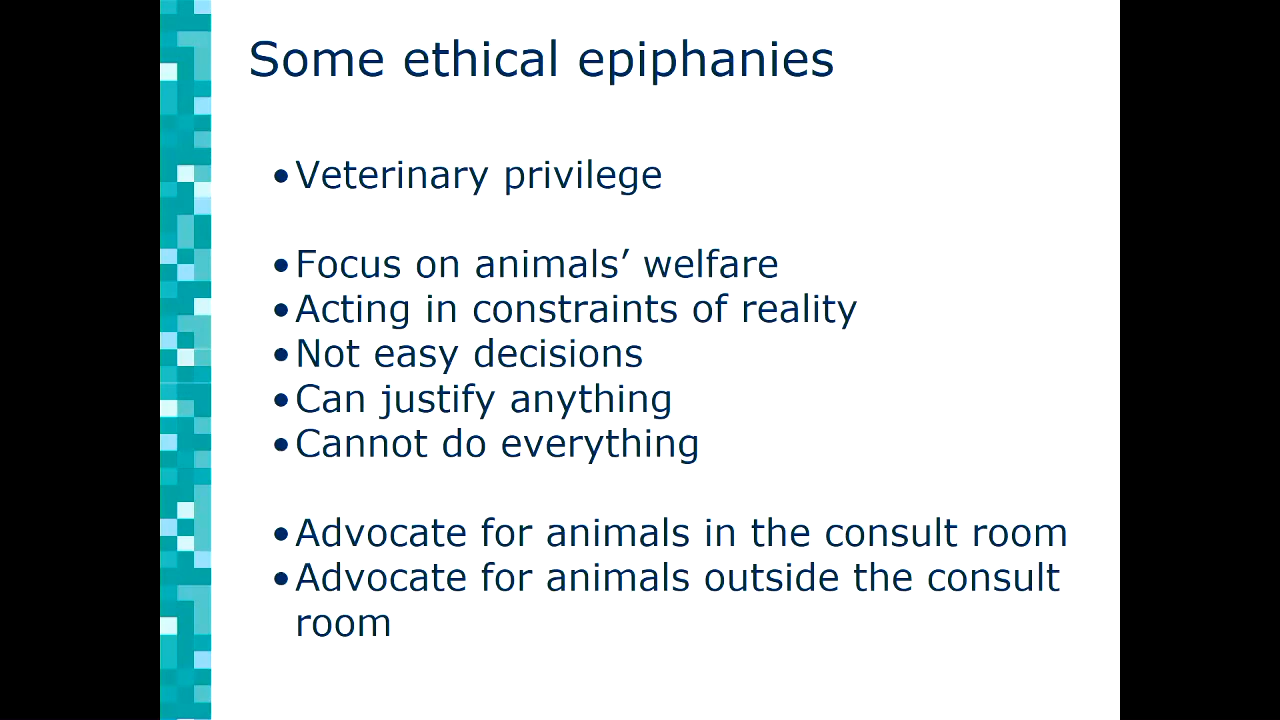 Some ethical epiphanies
•Veterinary privilege
•Focus on animals’ welfare
•Acting in constraints of reality
•Not easy decisions
•Can justify anything
•Cannot do everything
•Advocate for animals in the consult room
•Advocate for animals outside the consult
room